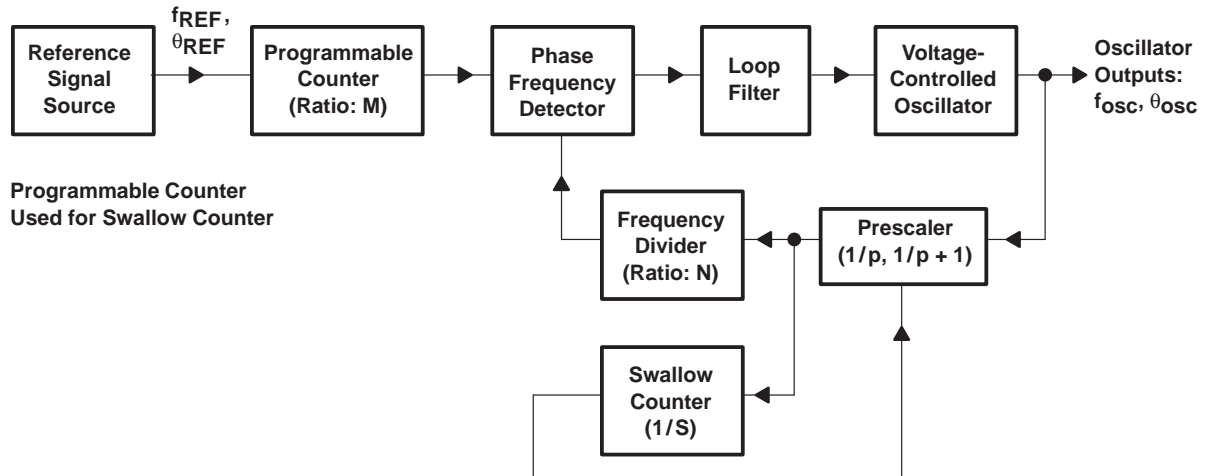 fREF,
θREF
Reference
Signal
Source
Programmable
Counter
(Ratio: M)
Phase
Frequency
Detector
Loop
Filter
Voltage-
Controlled
Oscillator
Oscillator
Outputs:
fosc, θosc
Programmable Counter
Used for Swallow Counter
Frequency
Divider
(Ratio: N)
Prescaler
(1/p, 1/p + 1)
Swallow
Counter
(1/S)